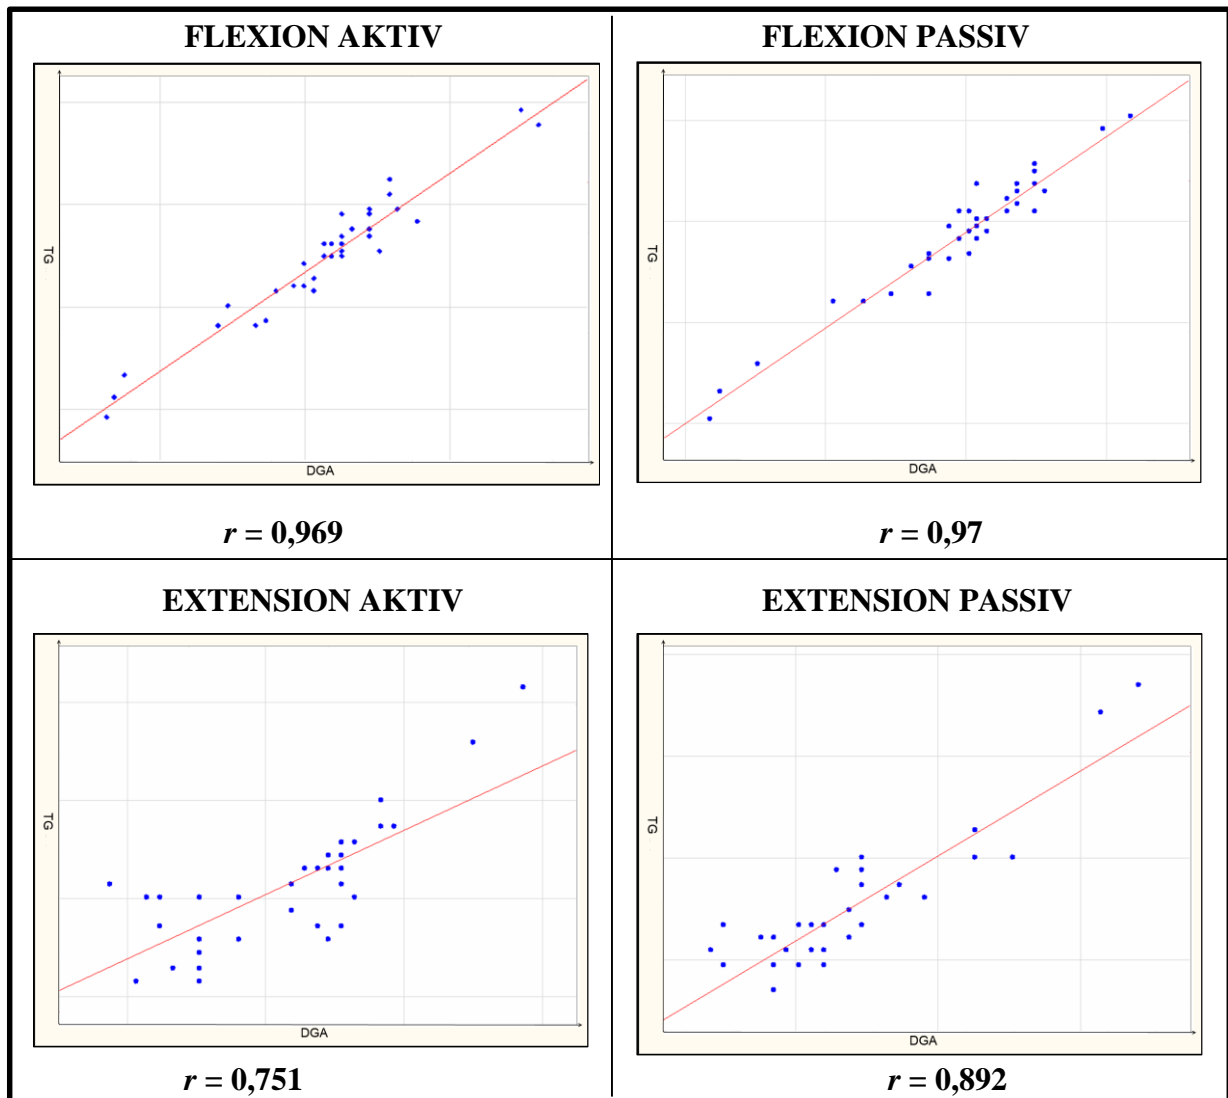 FLEXION AKTIV
TG
DGA
r = 0,969
FLEXION PASSIV
TG
DGA
r = 0,97
EXTENSION AKTIV
TG
DGA
r = 0,751
EXTENSION PASSIV
TG
DGA
r = 0,892